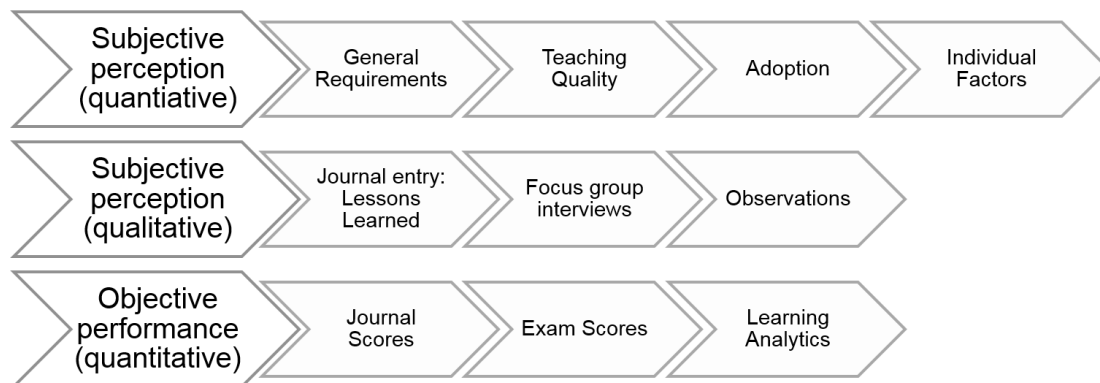 Subjective
perception
(quantiative)
General
Requirements
Teaching
Quality
Adoption
Individual
Factors
Subjective
perception
(qualitative)
Journal entry:
Lessons
Learned
Focus group
interviews
Observations
Objective
performance
(quantitative)
Journal
Scores
Exam Scores
Learning
Analytics